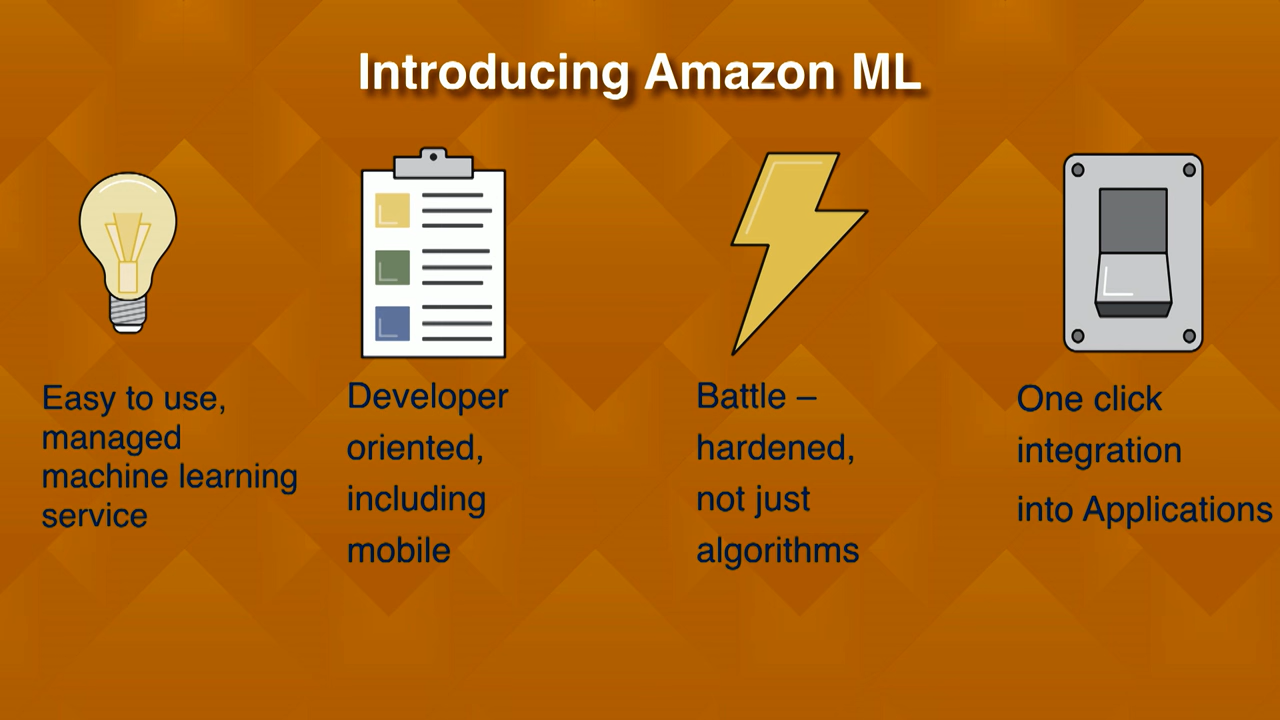 Introducing Amazon ML
Easy to use,
managed
machine learning
service
Developer
oriented,
including
mobile
Battle –
hardened,
not just
algorithms
One click
integration
into Applications